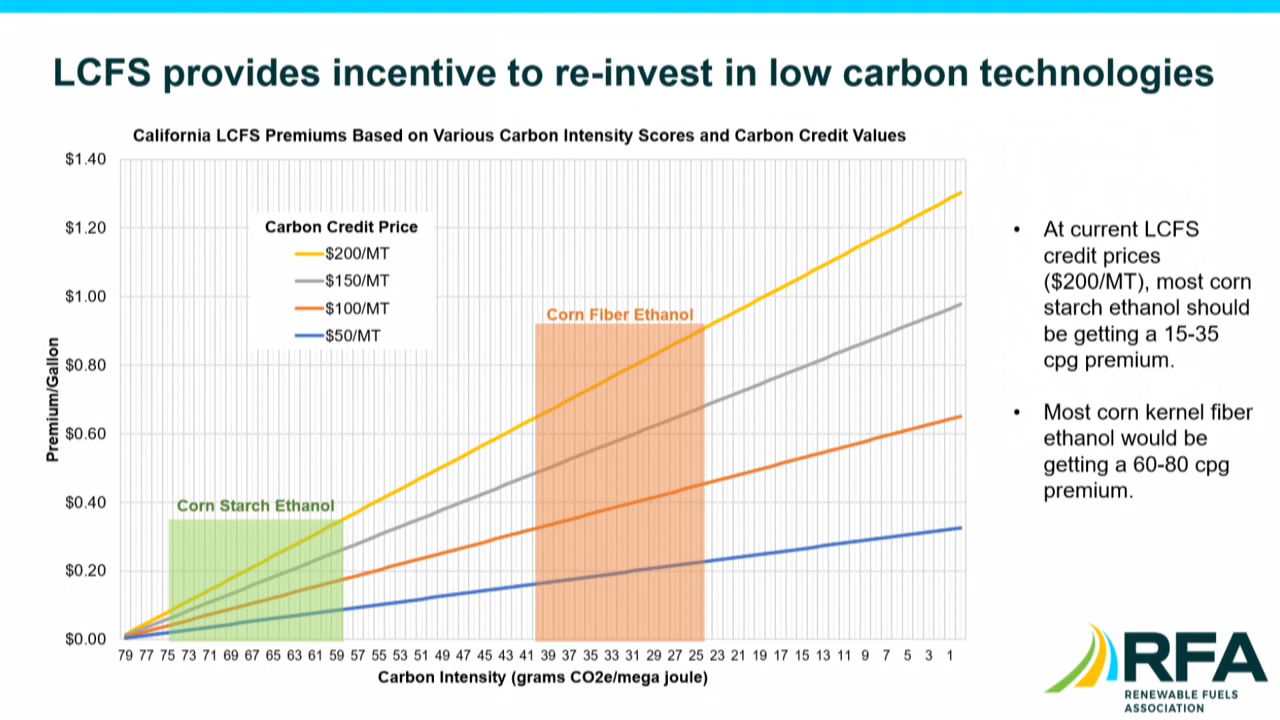 LCFS provides incentive to re-invest in low carbon technologies
California LCFS Premiums Based on Various Carbon Intensity Scores and Carbon Credit Values
$1.40
$1.20
$1.00
$0.80
$0.60
$0.40
$0.20
$0.00
Premium/Gallon
Carbon Credit Price
$200/MT
$150/MT
$100/MT
$50/MT
Corn Starch Ethanol
Corn Fiber Ethanol
79 77 75 73 71 69 67 65 63 61 59 57 55 53 51 49 47 45 43 41 39 37 35 33 31 29 27 25 23 21 19 17 15 13 11 9 7 5 3 1
Carbon Intensity (grams CO2e/mega joule)
• At current LCFS
credit prices
($200/MT), most corn
starch ethanol should
be getting a 15-35
cpg premium.
• Most corn kernel fiber
ethanol would be
getting a 60-80 cpg
premium.
RFA
RENEWABLE FUELS
ASSOCIATION